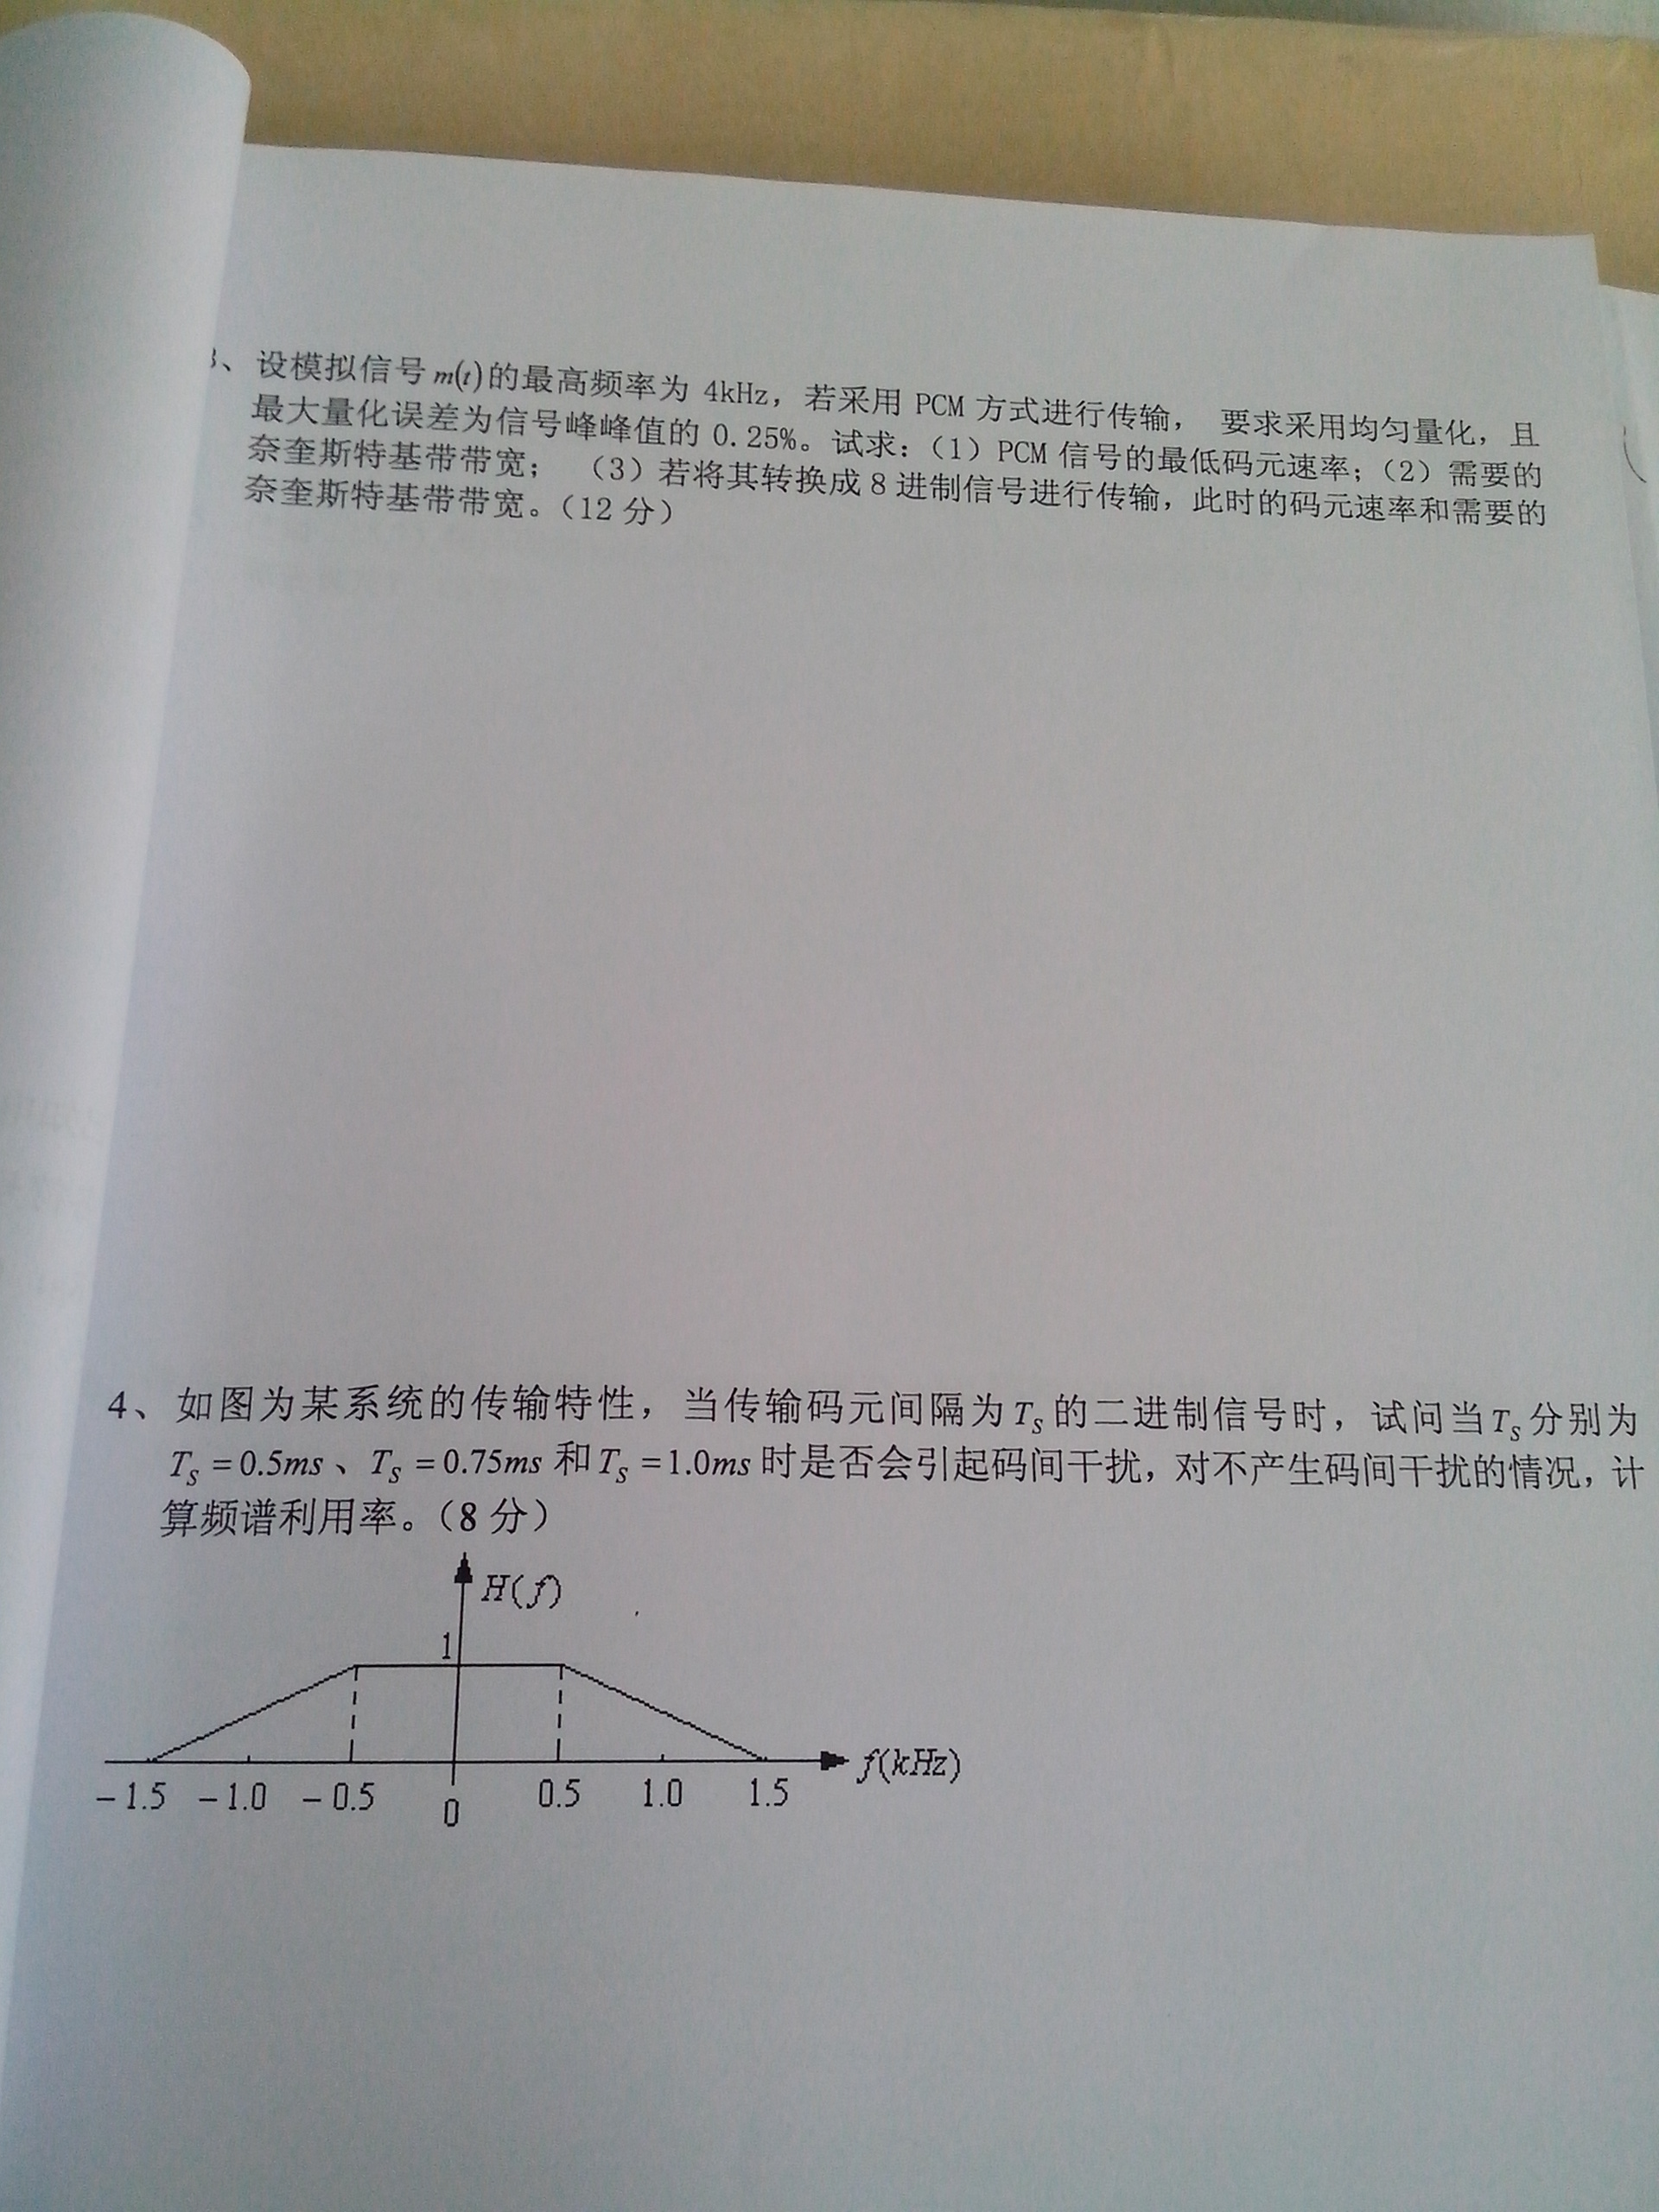 3、设模拟信号m(t)的最高频率为 4kHz，若采用 PCM 方式进行传输， 要求采用均匀量化，且
最大量化误差为信号峰峰值的 0.25%。试求：（1）PCM 信号的最低码元速率；（2）需要的
奈奎斯特基带带宽； （3）若将其转换成 8 进制信号进行传输，此时的码元速率和需要的
奈奎斯特基带带宽。（12 分）
4、如图为某系统的传输特性，当传输码元间隔为 T_S 的二进制信号时，试问当 T_S 分别为
T_S = 0.5ms 、 T_S = 0.75ms 和 T_S = 1.0ms 时是否会引起码间干扰，对不产生码间干扰的情况，计
算频谱利用率。（8 分）
H(f)
1
f(kHz)
－1.5 －1.0 －0.5 0 0.5 1.0 1.5